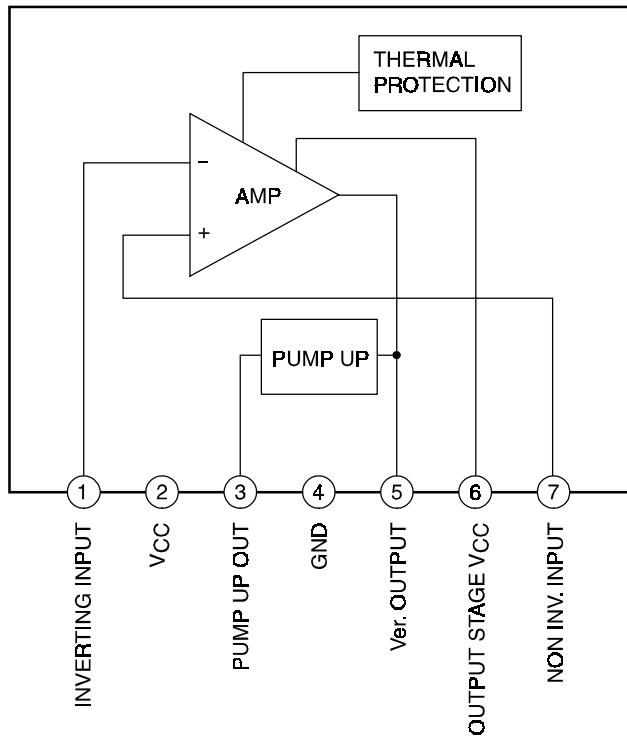 THERMAL
PROTECTION
−
AMP
+
PUMP UP
1
2
3
4
5
6
7
INVERTING INPUT
VCC
PUMP UP OUT
GND
Ver. OUTPUT
OUTPUT STAGE VCC
NON INV. INPUT